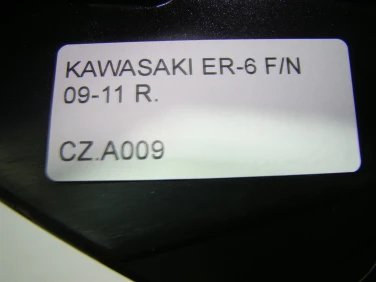 KAWASAKI ER-6 F/N
09-11 R.
CZ.A009